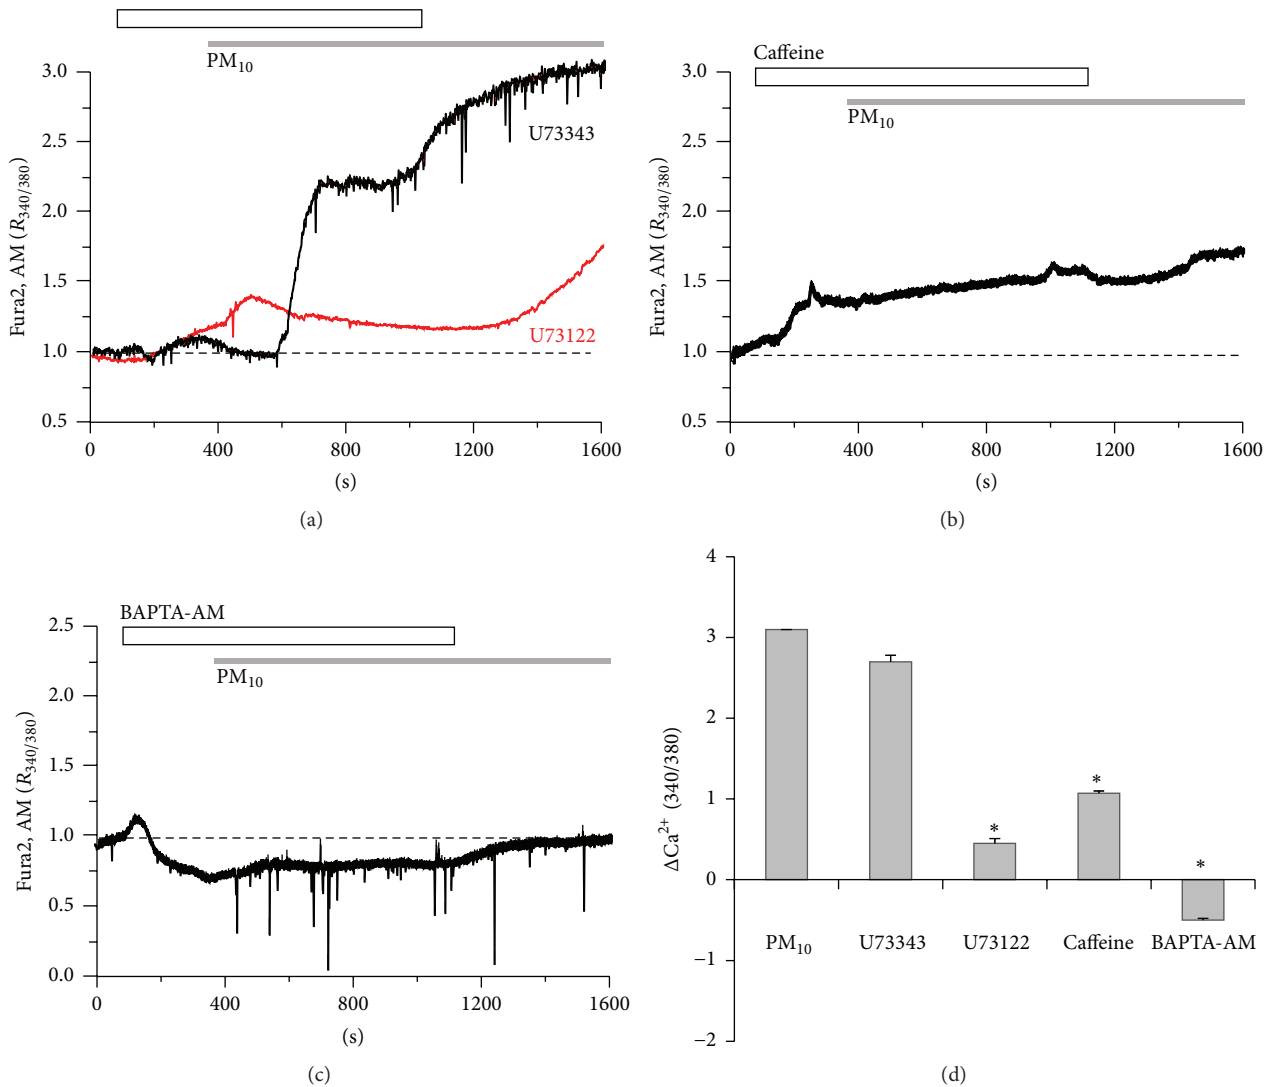 PM10
3.0
2.5
2.0
1.5
1.0
0.5
Fura2, AM (R340/380)
U73343
U73122
0
400
800
1200
1600
(s)
(a)
Caffeine
PM10
3.0
2.5
2.0
1.5
1.0
0.5
Fura2, AM (R340/380)
0
400
800
1200
1600
(s)
(b)
BAPTA-AM
PM10
2.5
2.0
1.5
1.0
0.5
0.0
Fura2, AM (R340/380)
0
400
800
1200
1600
(s)
(c)
4
3
2
1
0
−1
−2
ΔCa2+ (340/380)
*
*
*
PM10
U73343
U73122
Caffeine
BAPTA-AM
(d)